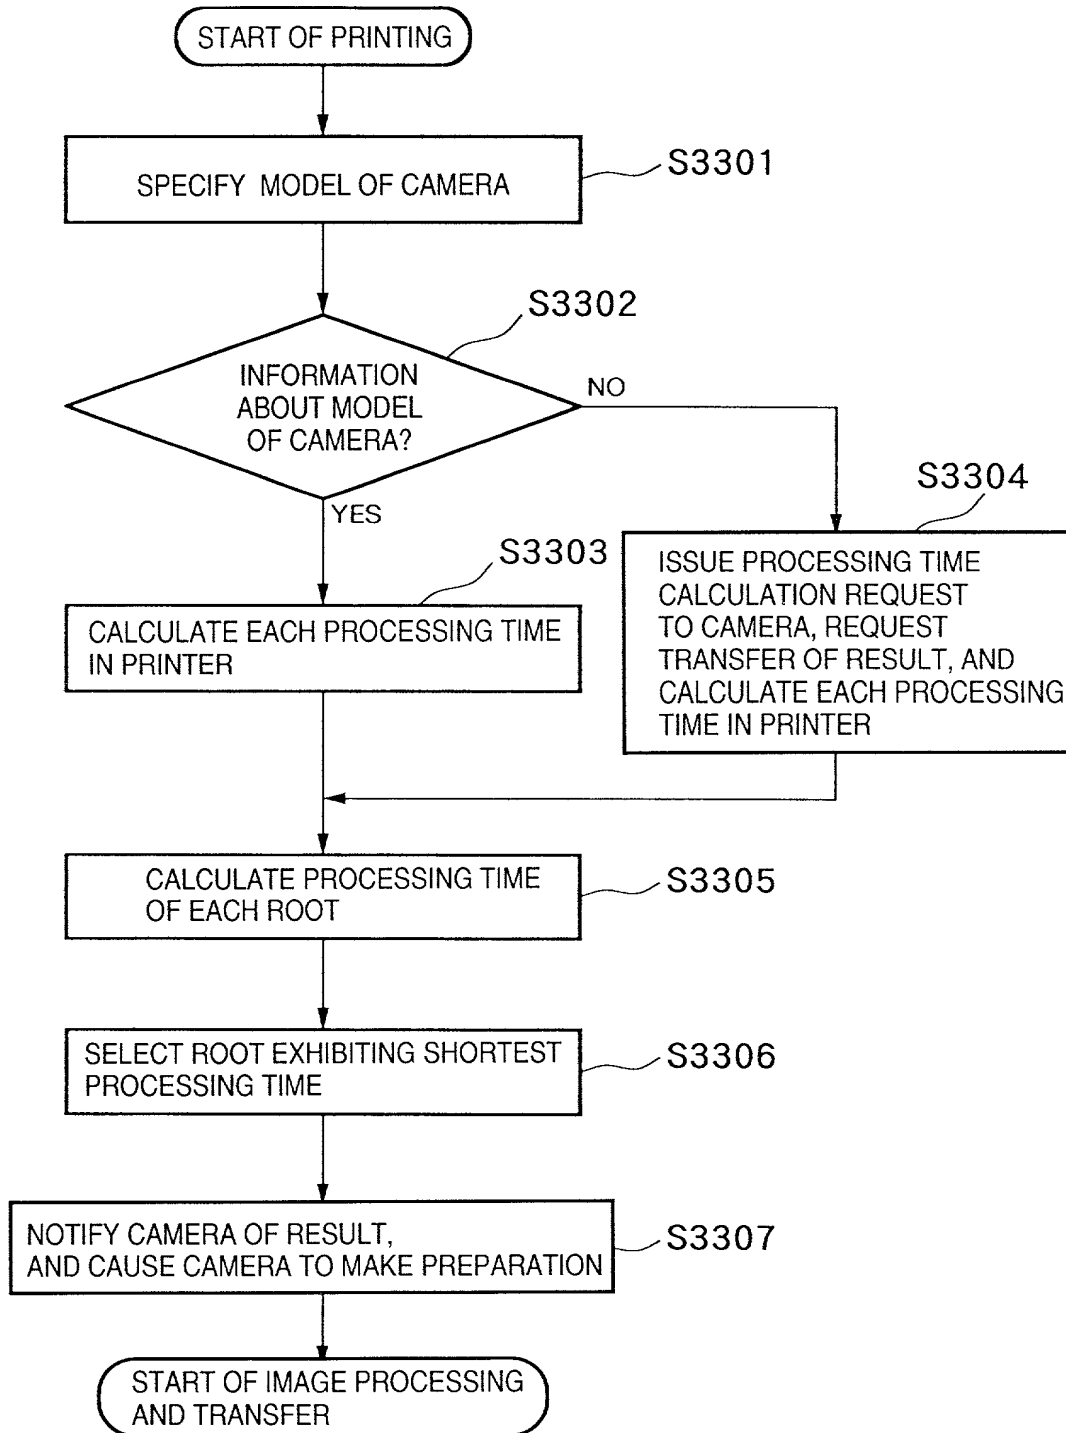 START OF PRINTING
S3301
SPECIFY MODEL OF CAMERA
S3302
INFORMATION
ABOUT MODEL
OF CAMERA?
NO
YES
S3303
CALCULATE EACH PROCESSING TIME
IN PRINTER
S3304
ISSUE PROCESSING TIME
CALCULATION REQUEST
TO CAMERA, REQUEST
TRANSFER OF RESULT, AND
CALCULATE EACH PROCESSING
TIME IN PRINTER
CALCULATE PROCESSING TIME
OF EACH ROOT
S3305
SELECT ROOT EXHIBITING SHORTEST
PROCESSING TIME
S3306
NOTIFY CAMERA OF RESULT,
AND CAUSE CAMERA TO MAKE PREPARATION
S3307
START OF IMAGE PROCESSING
AND TRANSFER